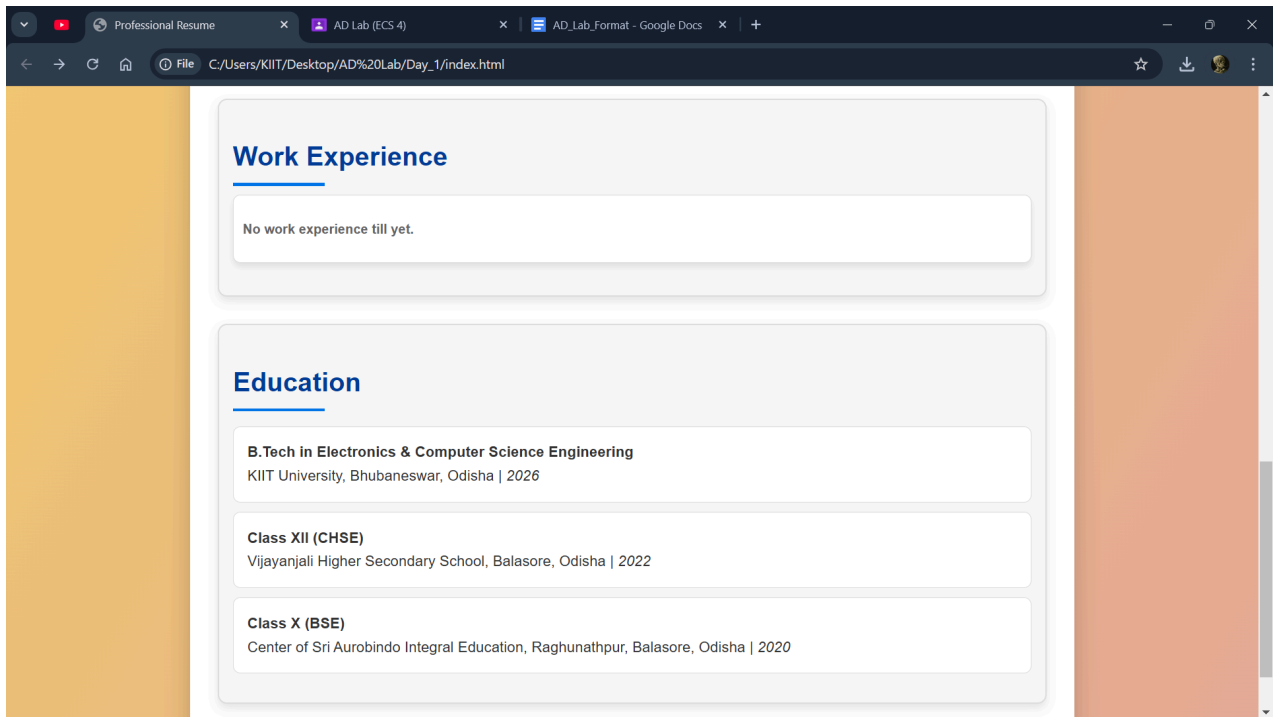 Professional Resume
AD Lab (ECS 4)
AD_Lab_Format - Google Docs
File
C:/Users/KIIT/Desktop/AD%20Lab/Day_1/index.html
Work Experience
No work experience till yet.
Education
B.Tech in Electronics & Computer Science Engineering
KIIT University, Bhubaneswar, Odisha | 2026
Class XII (CHSE)
Vijayanjali Higher Secondary School, Balasore, Odisha | 2022
Class X (BSE)
Center of Sri Aurobindo Integral Education, Raghunathpur, Balasore, Odisha | 2020